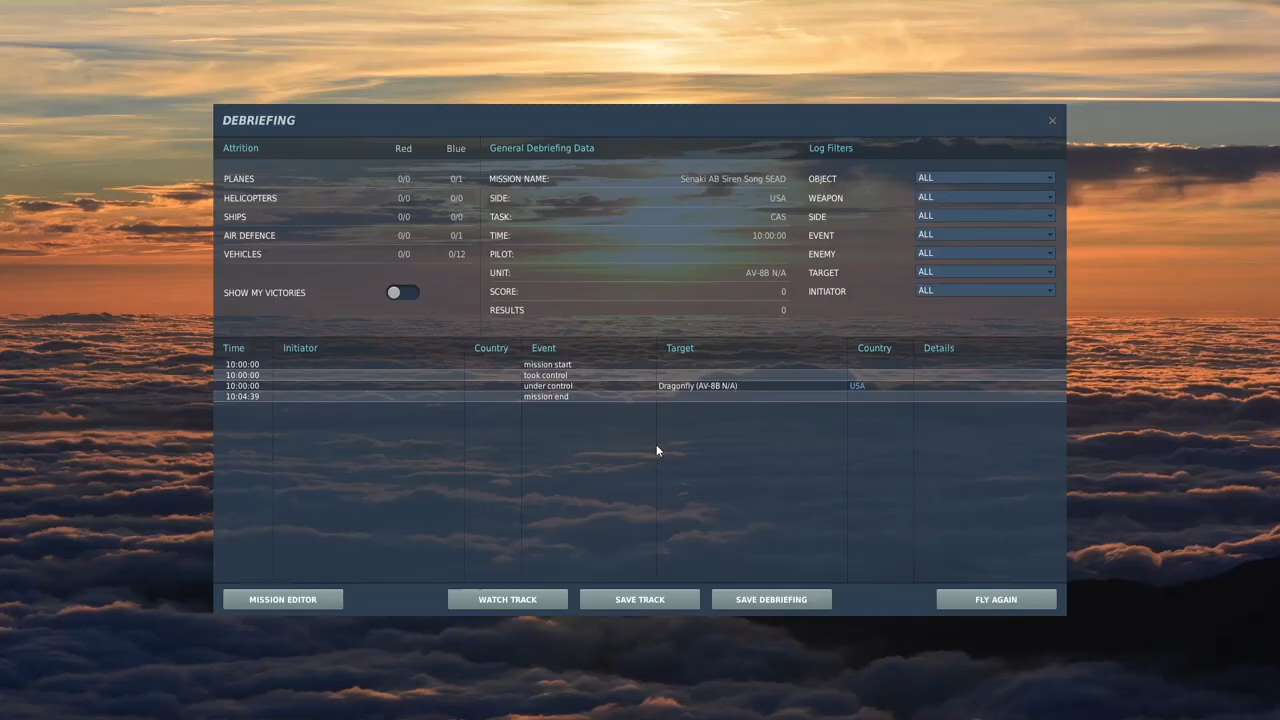 DEBRIEFING ×
Attrition Red Blue
PLANES 0/0 0/1
HELICOPTERS 0/0 0/0
SHIPS 0/0 0/0
AIR DEFENCE 0/0 0/1
VEHICLES 0/0 0/12
SHOW MY VICTORIES
General Debriefing Data
MISSION NAME: Senaki AB Siren Song SEAD
SIDE: USA
TASK: CAS
TIME: 10:00:00
PILOT:
UNIT: AV-8B N/A
SCORE: 0
RESULTS 0
Log Filters
OBJECT ALL
WEAPON ALL
SIDE ALL
EVENT ALL
ENEMY ALL
TARGET ALL
INITIATOR ALL
Time Initiator Country Event Target Country Details
10:00:00 mission start
10:00:00 took control
10:00:00 under control Dragonfly (AV-8B N/A) USA
10:04:39 mission end
MISSION EDITOR WATCH TRACK SAVE TRACK SAVE DEBRIEFING FLY AGAIN